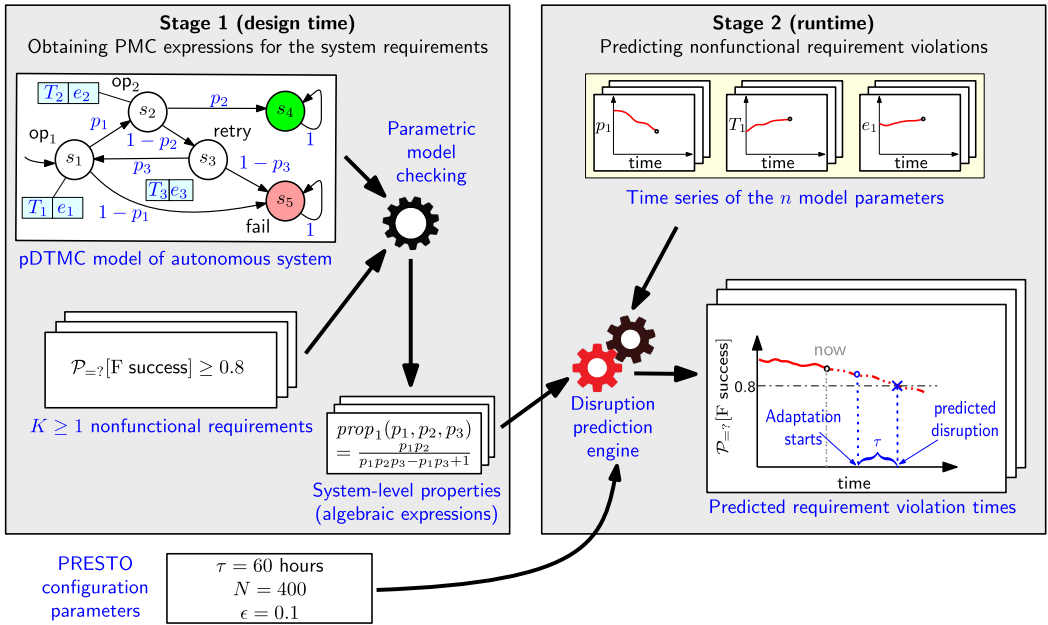 Stage 1 (design time)
Obtaining PMC expressions for the system requirements
T₂ e₂
op₂
s₂
p₂
s₄
1
op₁
p₁
1 − p₂
retry
s₁
p₃
s₃
1 − p₃
T₃ e₃
s₅
T₁ e₁
1 − p₁
fail
1
pDTMC model of autonomous system
Parametric
model
checking
𝒫=?[F success] ≥ 0.8
K ≥ 1 nonfunctional requirements
prop₁(p₁, p₂, p₃)
= p₁p₂ / p₁p₂p₃−p₁p₃+1
System-level properties
(algebraic expressions)
Stage 2 (runtime)
Predicting nonfunctional requirement violations
p₁
time
T₁
time
e₁
time
Time series of the n model parameters
Disruption
prediction
engine
𝒫=?[F success]
now
0.8
Adaptation
starts
τ
predicted
disruption
time
Predicted requirement violation times
PRESTO
configuration
parameters
τ = 60 hours
N = 400
ϵ = 0.1